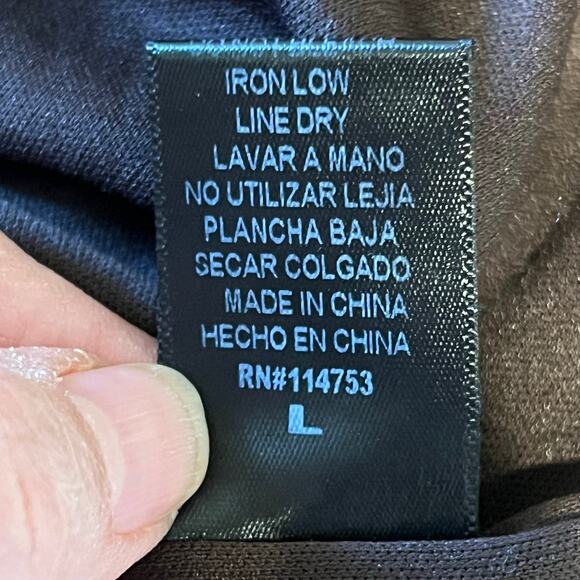 IRON LOW
LINE DRY
LAVAR A MANO
NO UTILIZAR LEJIA
PLANCHA BAJA
SECAR COLGADO
MADE IN CHINA
HECHO EN CHINA
RN#114753
L